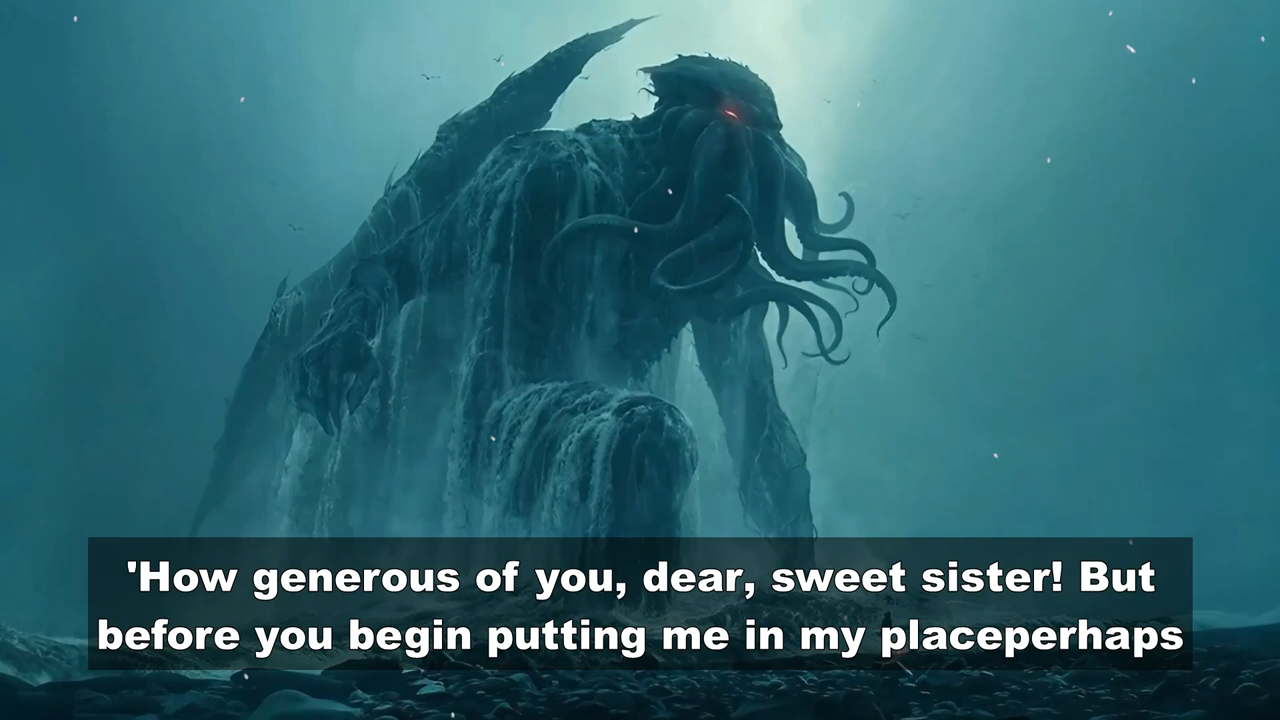 'How generous of you, dear, sweet sister! But
before you begin putting me in my placeperhaps